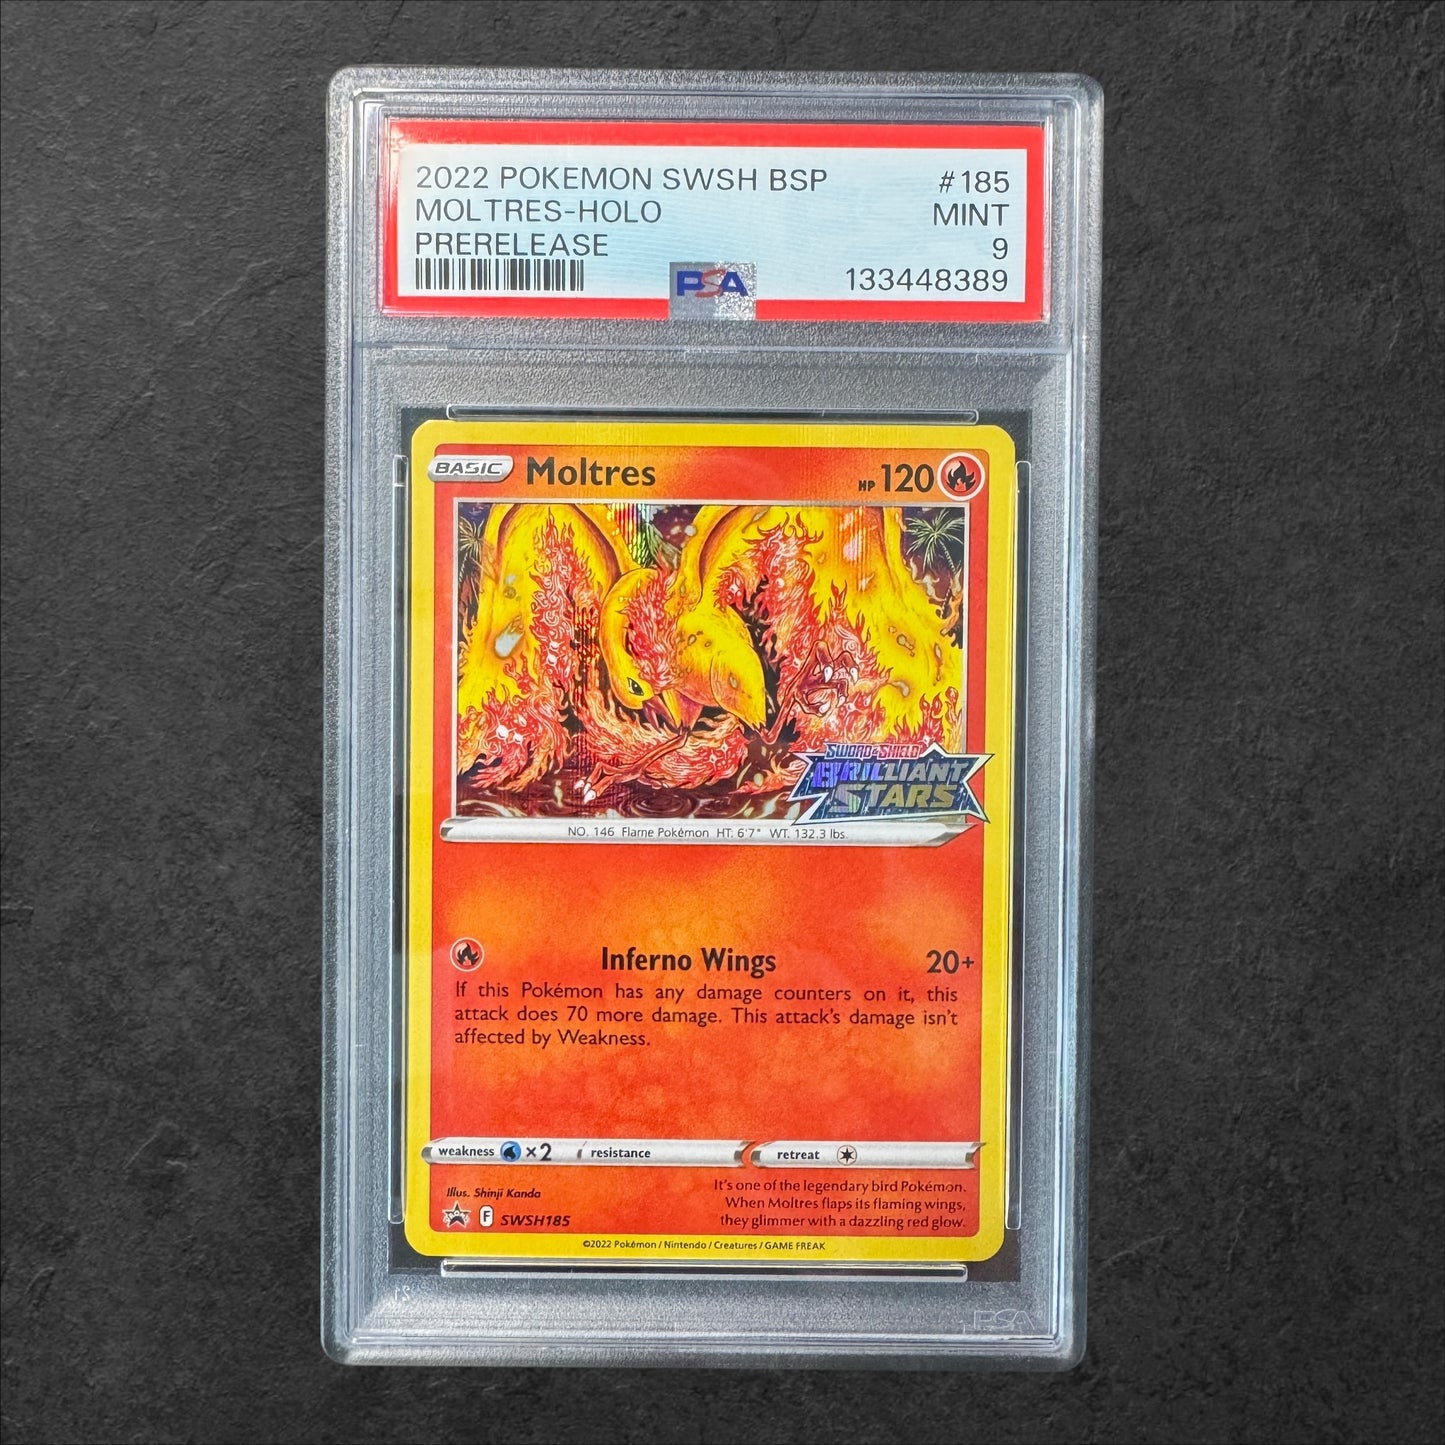 2022 POKEMON SWSH BSP #185
MOLTRES-HOLO MINT
PRERELEASE 9
PSA 133448389
BASIC Moltres HP 120
SWORD & SHIELD
BRILLIANT
STARS
NO. 146 Flame Pokémon HT. 6'7" WT. 132.3 lbs.
Inferno Wings 20+
If this Pokémon has any damage counters on it, this
attack does 70 more damage. This attack's damage isn't
affected by Weakness.
weakness ×2 resistance retreat
Illus. Shinji Kanda
It's one of the legendary bird Pokémon.
When Moltres flaps its flaming wings,
they glimmer with a dazzling red glow.
PROMO F SWSH185
©2022 Pokémon / Nintendo / Creatures / GAME FREAK
PSA